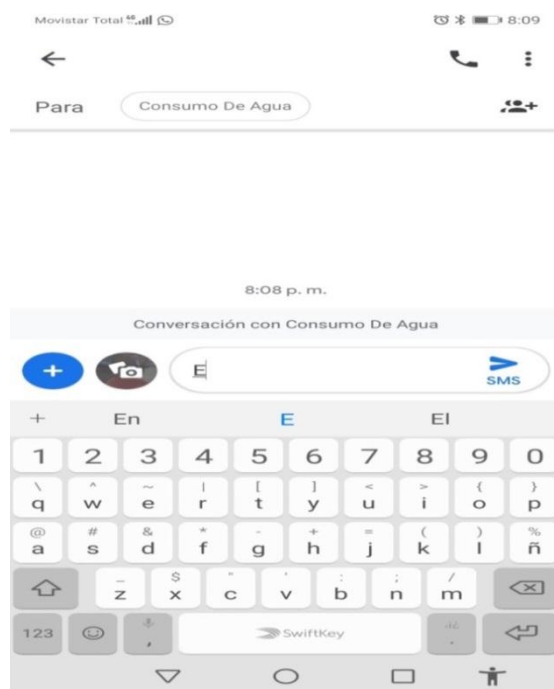 Movistar Total 8:09
Para Consumo De Agua
8:08 p. m.
Conversación con Consumo De Agua
E
SMS
+ En E El
1 2 3 4 5 6 7 8 9 0
\ ^ ~ | [ ] < > { }
q w e r t y u i o p
@ # & * - + = ( ) %
a s d f g h j k l ñ
_ $ " ' : ; /
z x c v b n m
123 , SwiftKey .